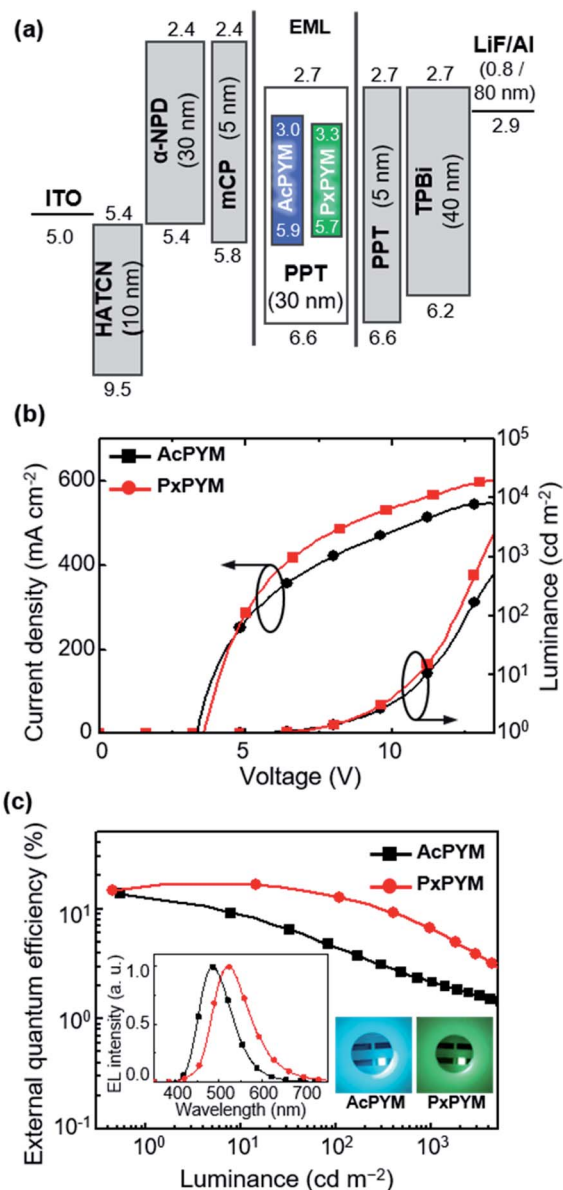 (a)
2.4
2.4
EML
LiF/Al
(0.8 /
80 nm)
2.9
α-NPD
(30 nm)
mCP (5 nm)
2.7
3.0
AcPYM
5.9
3.3
PxPYM
5.7
PPT
(30 nm)
6.6
2.7
PPT (5 nm)
6.6
2.7
TPBi
(40 nm)
6.2
ITO
5.0
5.4
HATCN
(10 nm)
9.5
5.4
5.8
(b)
AcPYM
PxPYM
Current density (mA cm⁻²)
600
400
200
0
0
5
10
Voltage (V)
10⁵
10⁴
10³
10²
10¹
10⁰
Luminance (cd m⁻²)
(c)
AcPYM
PxPYM
External quantum efficiency (%)
10¹
10⁰
10⁻¹
10⁰
10¹
10²
10³
Luminance (cd m⁻²)
EL intensity (a. u.)
1.0
0.5
0.0
400
500
600
700
Wavelength (nm)
AcPYM
PxPYM